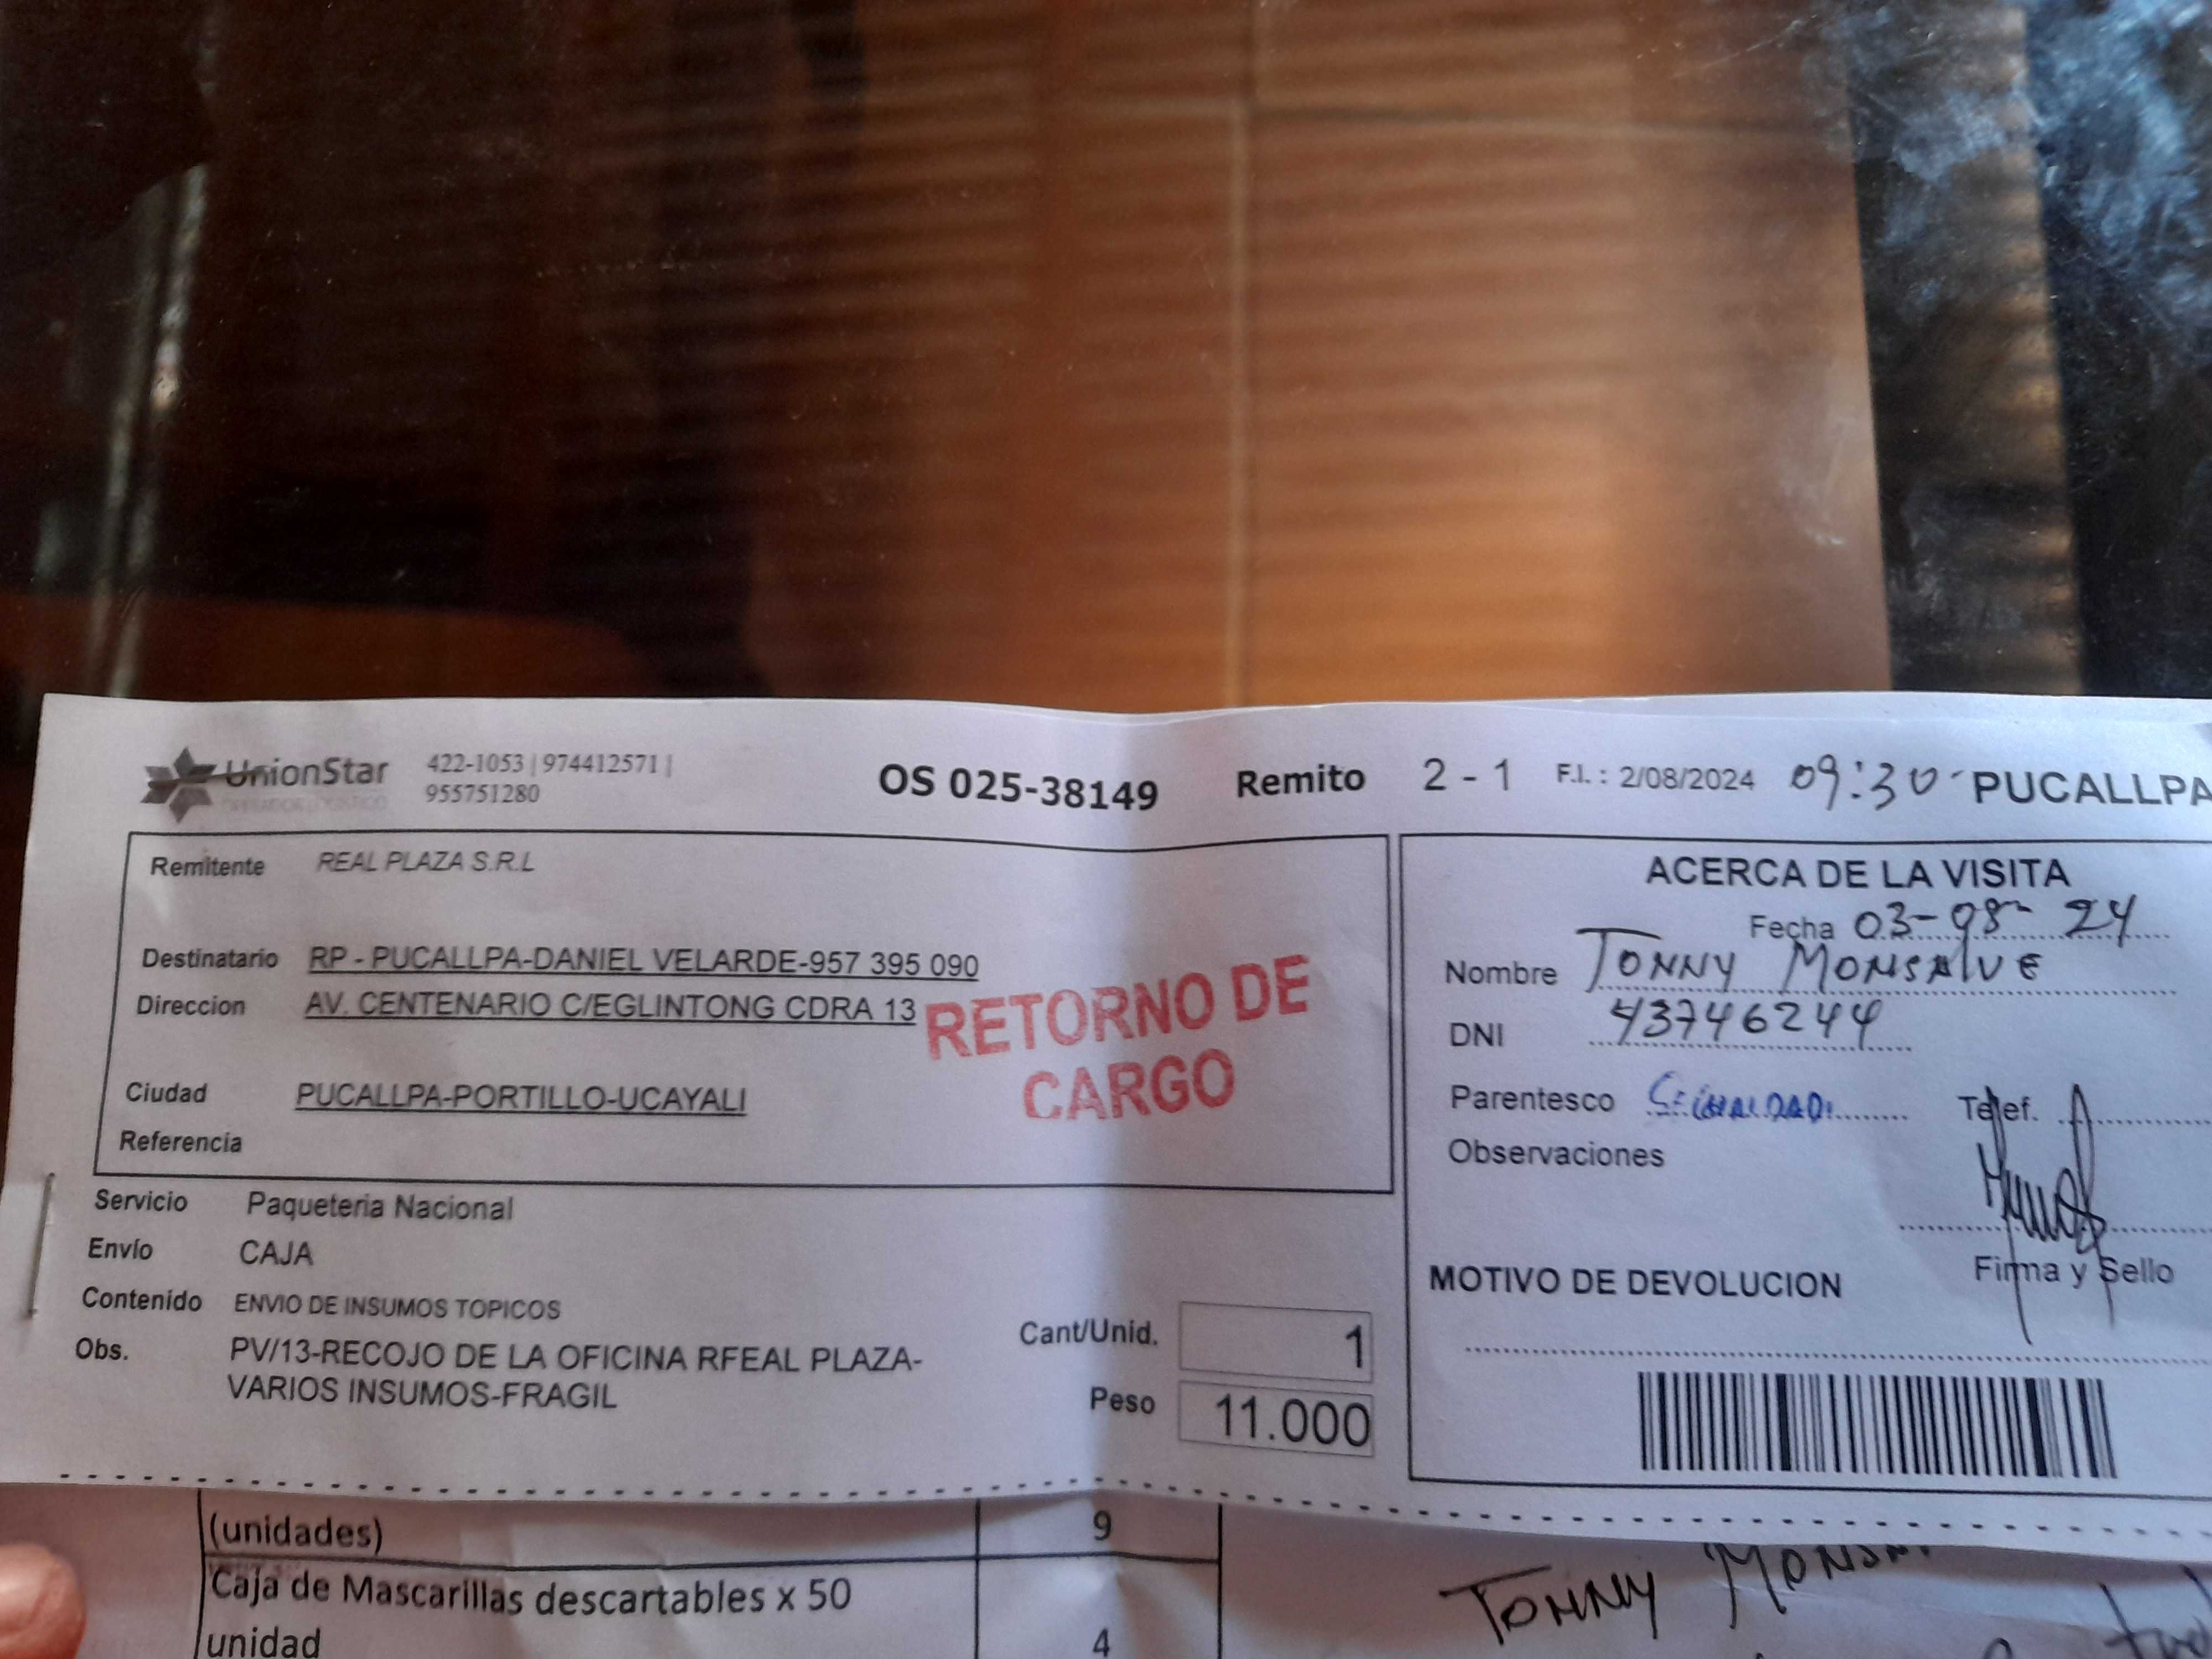 UnionStar
422-1053 | 974412571 |
955751280
OS 025-38149 Remito 2 - 1 F.I. : 2/08/2024 09:30 PUCALLPA
Remitente REAL PLAZA S.R.L
Destinatario RP - PUCALLPA-DANIEL VELARDE-957 395 090
Direccion AV. CENTENARIO C/EGLINTONG CDRA 13
Ciudad PUCALLPA-PORTILLO-UCAYALI
Referencia
RETORNO DE
CARGO
Servicio Paqueteria Nacional
Envío CAJA
Contenido ENVIO DE INSUMOS TOPICOS
Obs. PV/13-RECOJO DE LA OFICINA RFEAL PLAZA-
VARIOS INSUMOS-FRAGIL
Cant/Unid. 1
Peso 11.000
ACERCA DE LA VISITA
Fecha 03-08-24
Nombre TONNY MONSALVE
DNI 43746244
Parentesco
Telef.
Observaciones
Firma y Sello
MOTIVO DE DEVOLUCION
(unidades) 9
Caja de Mascarillas descartables x 50
unidad 4
TONNY